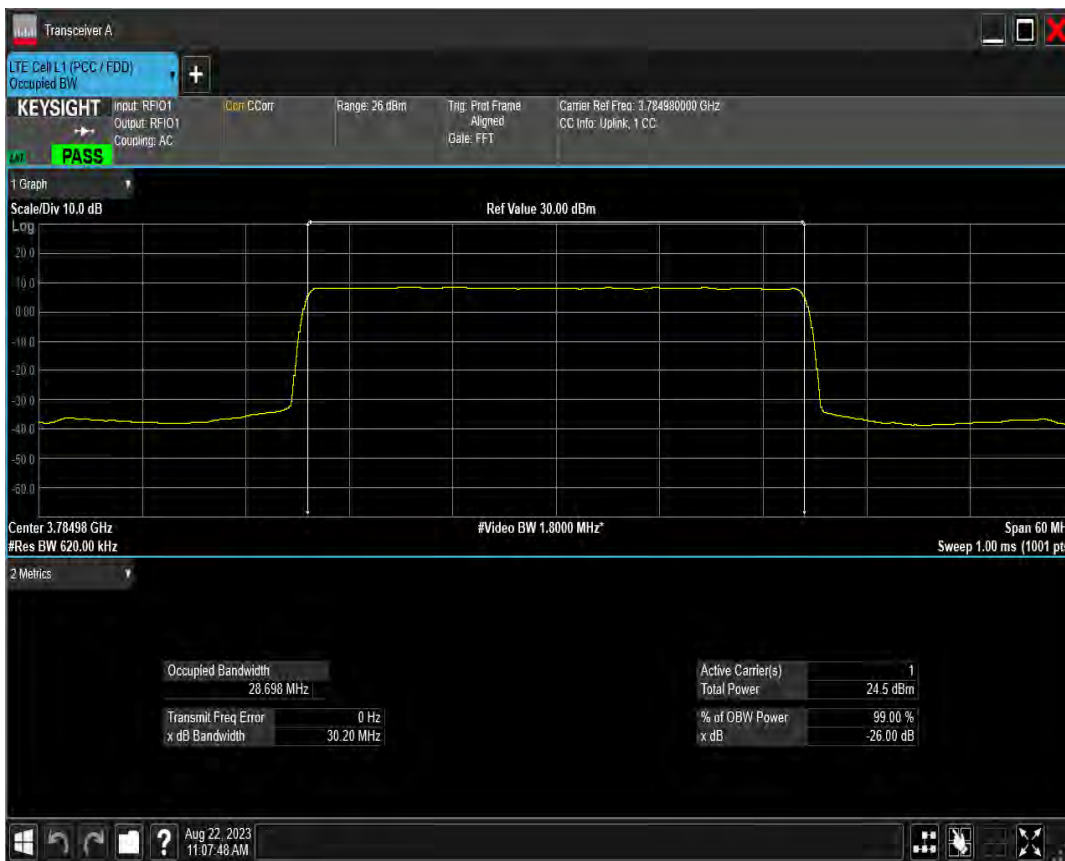 Transceiver A
LTE Cell L1 (PCC / FDD)
Occupied BW
+
KEYSIGHT
PASS
Input: RFIO1
Output: RFIO1
Coupling: AC
Corr CCorr
Range: 26 dBm
Trig: Prot Frame
Aligned
Gate: FFT
Carrier Ref Freq: 3.784980000 GHz
CC Info: Uplink, 1 CC
1 Graph
Scale/Div 10.0 dB
Ref Value 30.00 dBm
Log
20.0
10.0
0.00
-10.0
-20.0
-30.0
-40.0
-50.0
-60.0
Center 3.78498 GHz
#Video BW 1.8000 MHz*
Span 60 MH
#Res BW 620.00 kHz
Sweep 1.00 ms (1001 pt
2 Metrics
Occupied Bandwidth
28.698 MHz
Transmit Freq Error 0 Hz
x dB Bandwidth 30.20 MHz
Active Carrier(s) 1
Total Power 24.5 dBm
% of OBW Power 99.00 %
x dB -26.00 dB
?
Aug 22, 2023
11:07:48 AM